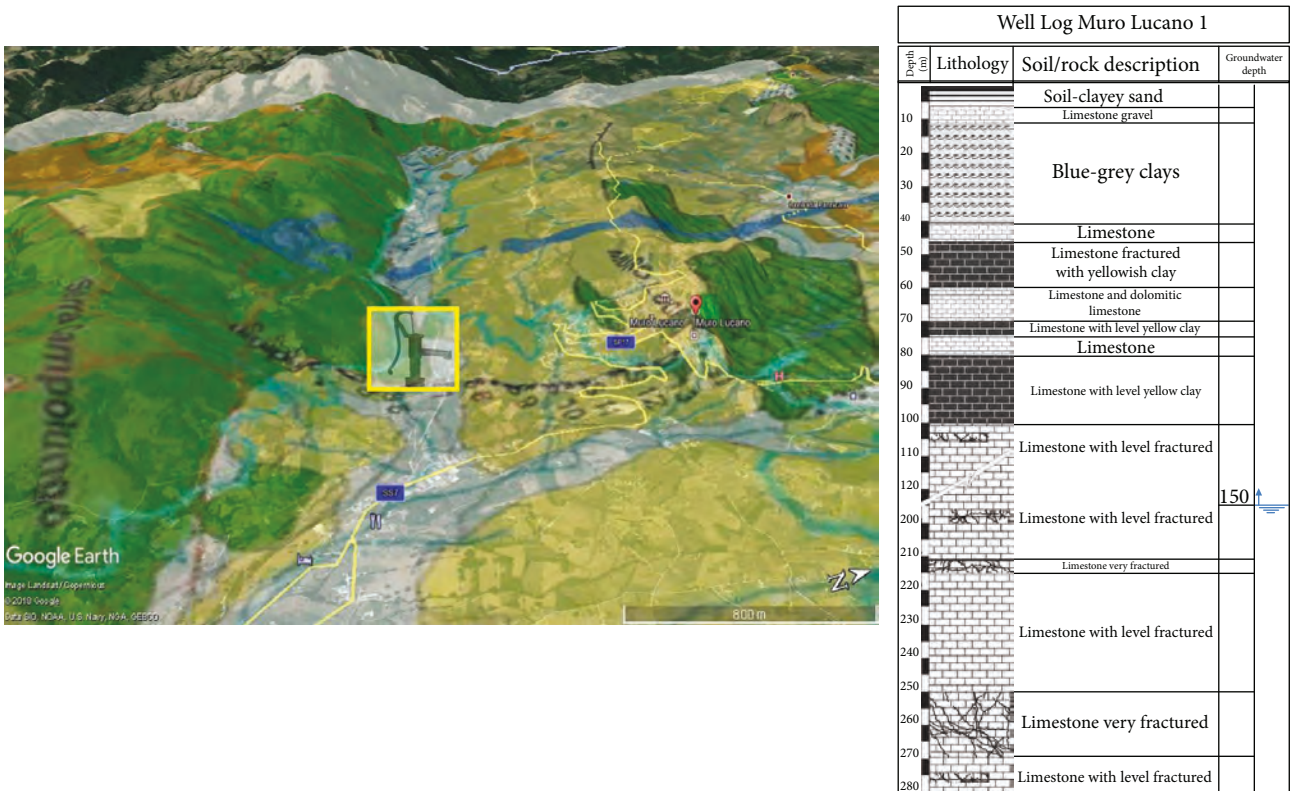 Well Log Muro Lucano 1
Depth
(m)
Lithology
Soil/rock description
Groundwater
depth
Soil-clayey sand
10
Limestone gravel
20
Blue-grey clays
30
40
Limestone
50
Limestone fractured
with yellowish clay
60
Limestone and dolomitic
limestone
70
Limestone with level yellow clay
80
Limestone
90
Limestone with level yellow clay
100
110
Limestone with level fractured
120
150
200
Limestone with level fractured
210
Limestone very fractured
220
230
Limestone with level fractured
240
250
260
Limestone very fractured
270
280
Limestone with level fractured
Muro Lucano
Muro Lucano
H
SS7
Google Earth
Image Landsat / Copernicus
©2018 Google
Data SIO, NOAA, U.S. Navy, NGA, GEBCO
N
800 m